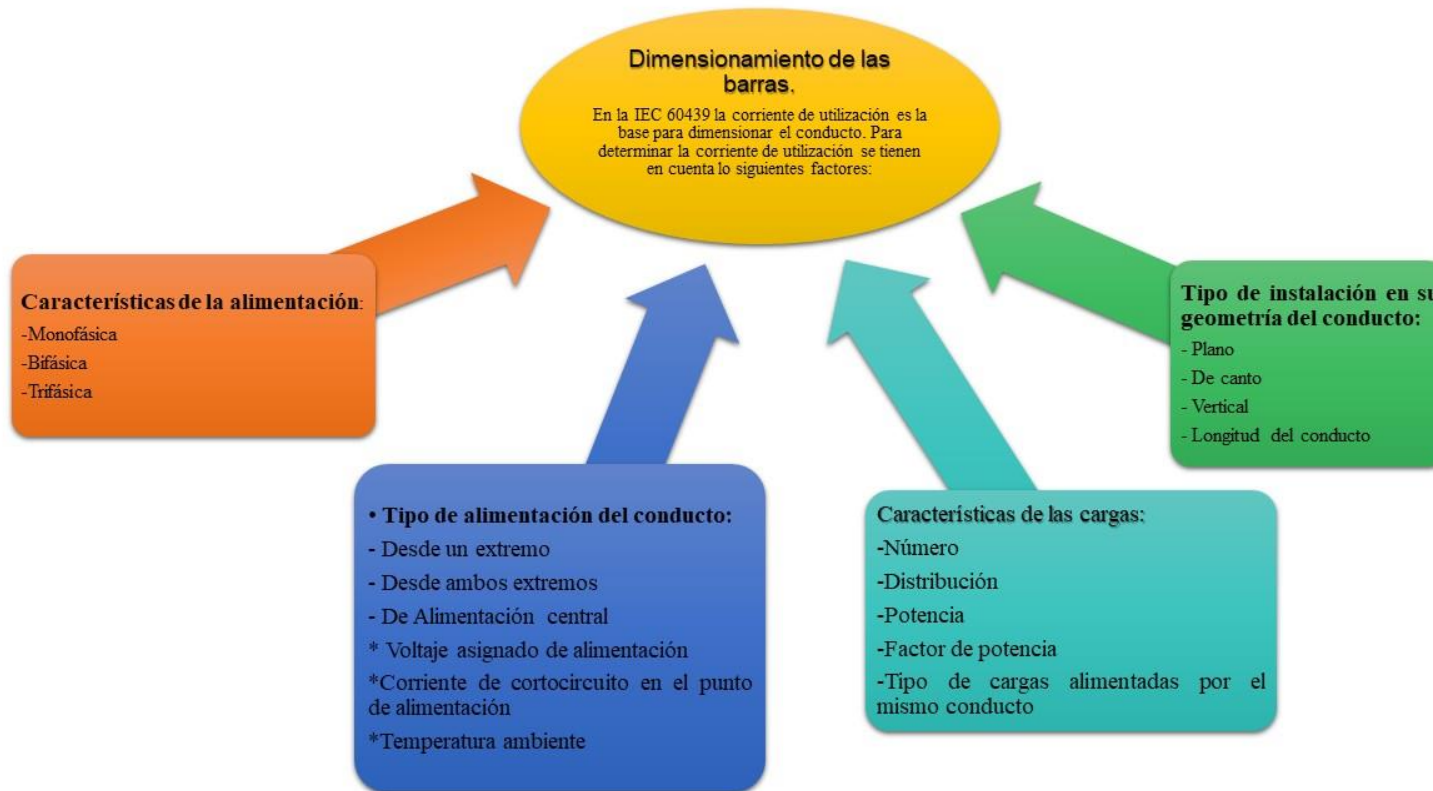 Dimensionamiento de las
barras.
En la IEC 60439 la corriente de utilización es la
base para dimensionar el conducto. Para
determinar la corriente de utilización se tienen
en cuenta lo siguientes factores:
Características de la alimentación:
-Monofásica
-Bifásica
-Trifásica
• Tipo de alimentación del conducto:
- Desde un extremo
- Desde ambos extremos
- De Alimentación central
* Voltaje asignado de alimentación
*Corriente de cortocircuito en el punto
de alimentación
*Temperatura ambiente
Características de las cargas:
-Número
-Distribución
-Potencia
-Factor de potencia
-Tipo de cargas alimentadas por el
mismo conducto
Tipo de instalación en su
geometría del conducto:
- Plano
- De canto
- Vertical
- Longitud del conducto